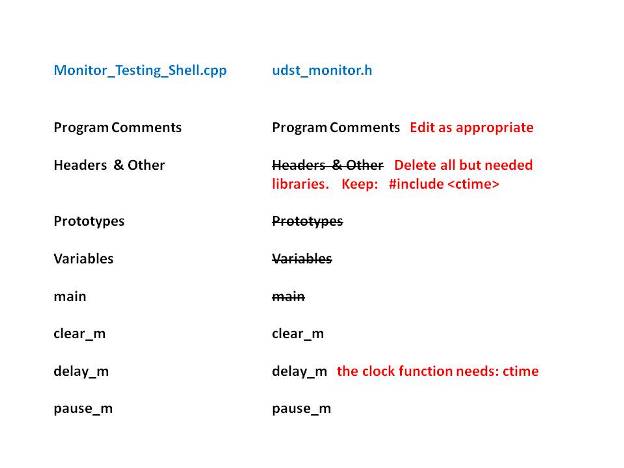 Monitor_Testing_Shell.cpp udst_monitor.h
Program Comments Program Comments Edit as appropriate
Headers & Other Headers & Other Delete all but needed
libraries. Keep: #include <ctime>
Prototypes Prototypes
Variables Variables
main main
clear_m clear_m
delay_m delay_m the clock function needs: ctime
pause_m pause_m